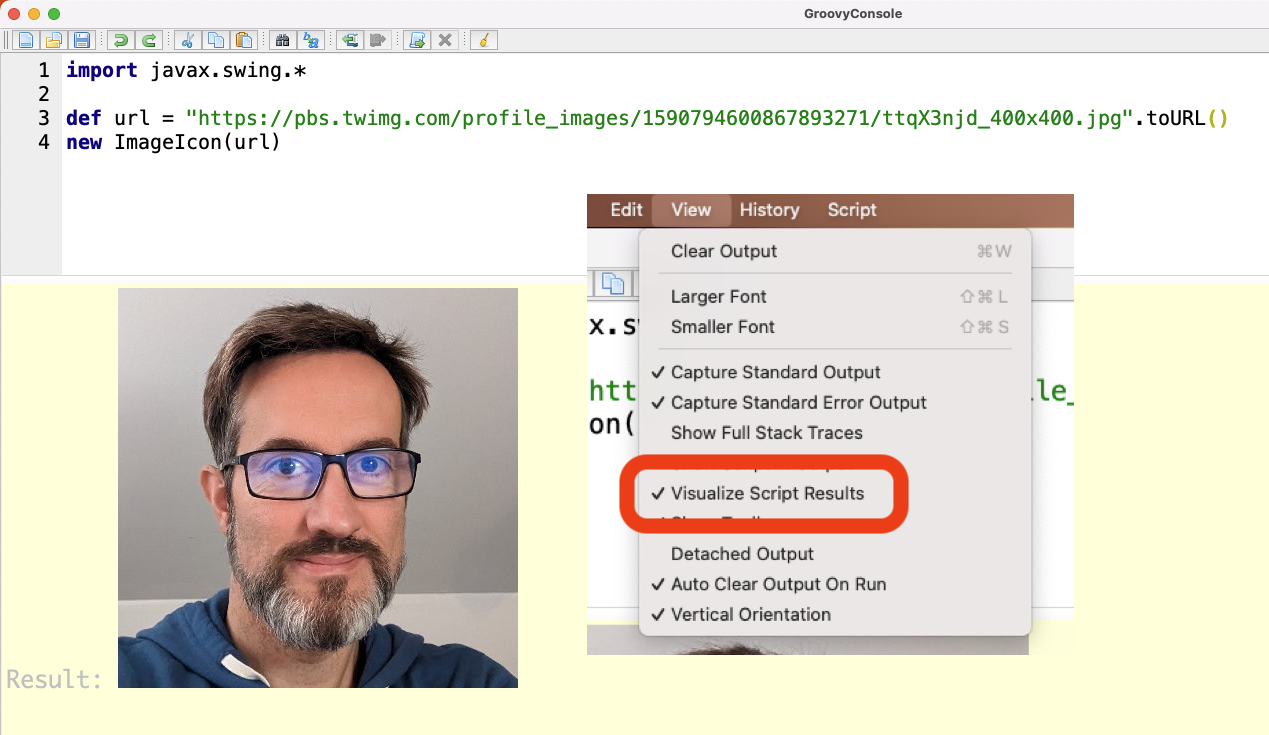 GroovyConsole
1 import javax.swing.*
2
3 def url = "https://pbs.twimg.com/profile_images/1590794600867893271/ttqX3njd_400x400.jpg".toURL()
4 new ImageIcon(url)
Edit View History Script
Clear Output ⌘W
Larger Font ⇧⌘ L
Smaller Font ⇧⌘ S
x.s
✓ Capture Standard Output
htt le_
✓ Capture Standard Error Output
on(
Show Full Stack Traces
✓ Visualize Script Results
Detached Output
✓ Auto Clear Output On Run
✓ Vertical Orientation
Result: